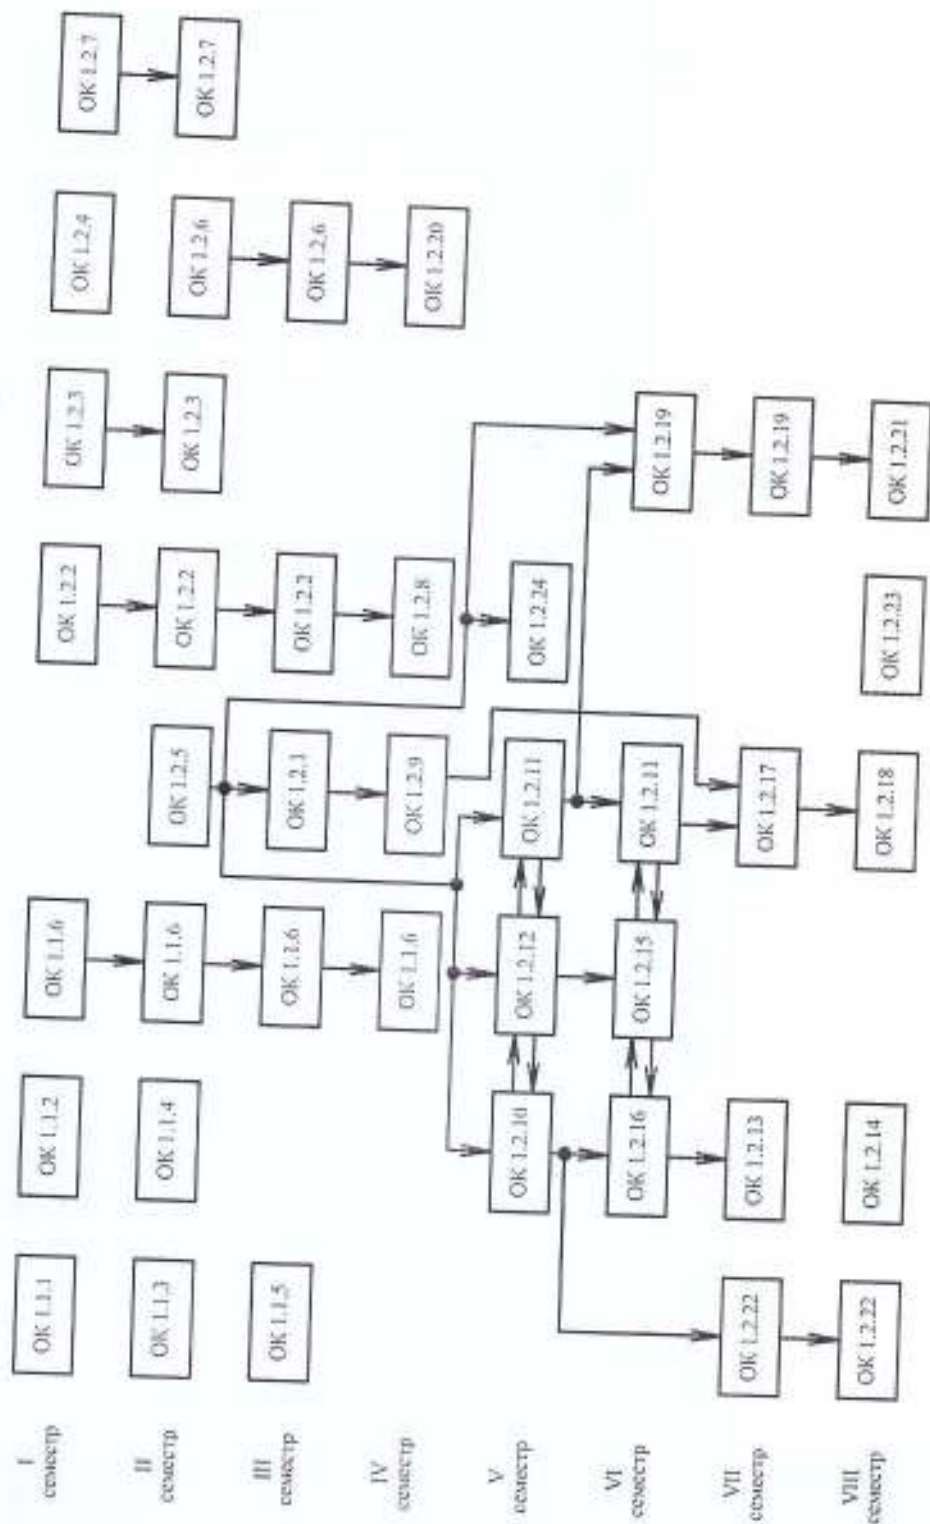 I
семестр
ОК 1.1.1
ОК 1.1.2
ОК 1.1.6
ОК 1.2.2
ОК 1.2.3
ОК 1.2.4
ОК 1.2.7
II
семестр
ОК 1.1.3
ОК 1.1.4
ОК 1.1.6
ОК 1.2.5
ОК 1.2.2
ОК 1.2.3
ОК 1.2.6
ОК 1.2.7
III
семестр
ОК 1.1.5
ОК 1.1.6
ОК 1.2.1
ОК 1.2.2
ОК 1.2.6
IV
семестр
ОК 1.1.6
ОК 1.2.9
ОК 1.2.8
ОК 1.2.20
V
семестр
ОК 1.2.10
ОК 1.2.12
ОК 1.2.11
ОК 1.2.24
VI
семестр
ОК 1.2.16
ОК 1.2.15
ОК 1.2.11
ОК 1.2.19
VII
семестр
ОК 1.2.22
ОК 1.2.13
ОК 1.2.17
ОК 1.2.19
VIII
семестр
ОК 1.2.22
ОК 1.2.14
ОК 1.2.18
ОК 1.2.23
ОК 1.2.21